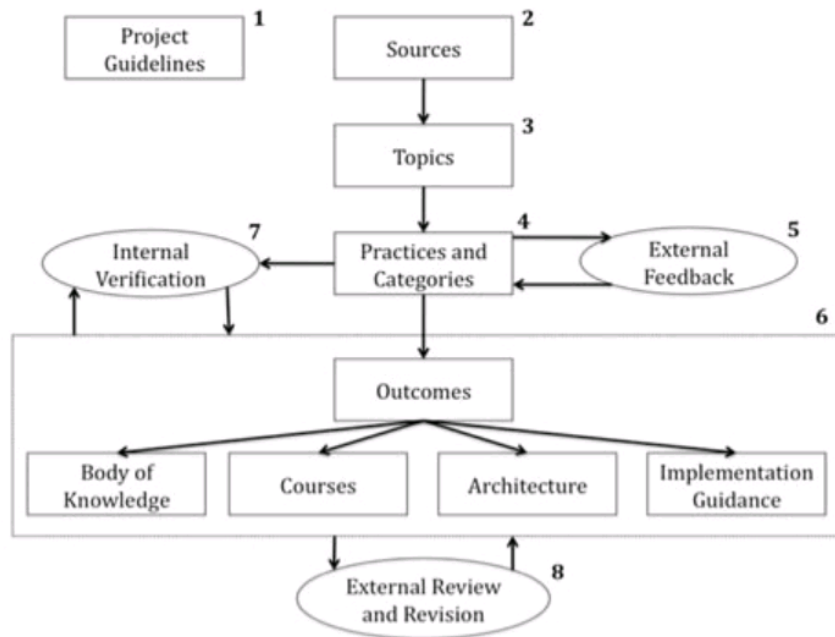 1
Project
Guidelines
2
Sources
3
Topics
4
Practices and
Categories
5
External
Feedback
7
Internal
Verification
6
Outcomes
Body of
Knowledge
Courses
Architecture
Implementation
Guidance
8
External Review
and Revision